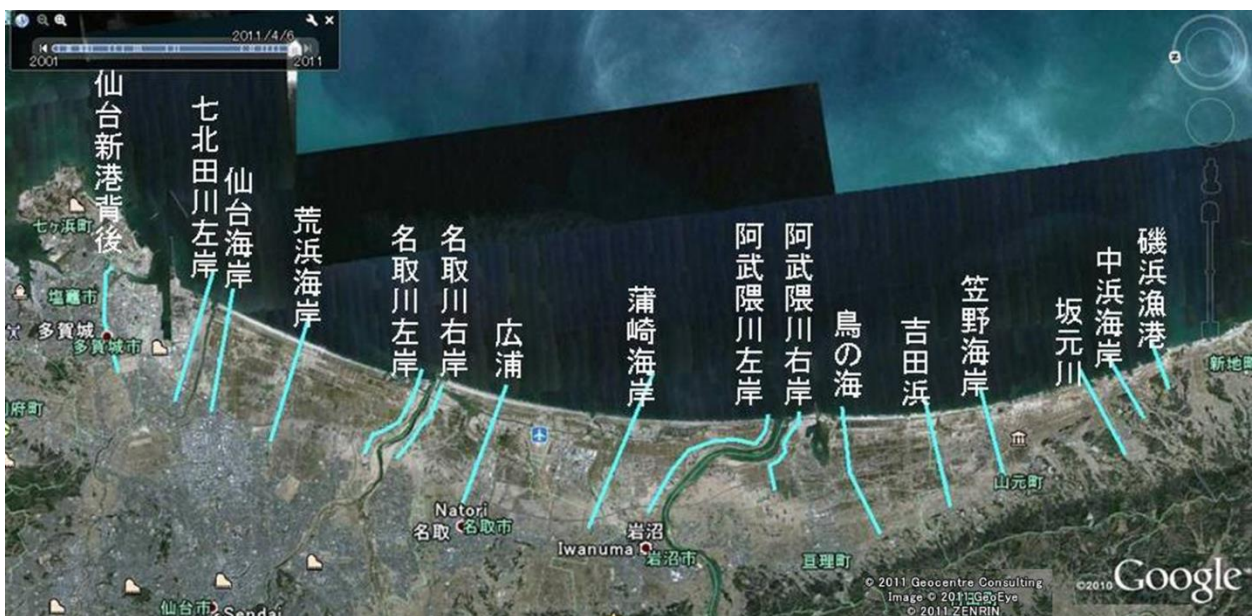 2011/4/6
2001
2011
仙台新港背後
七北田川左岸
仙台海岸
荒浜海岸
名取川左岸
名取川右岸
広浦
蒲崎海岸
阿武隈川左岸
阿武隈川右岸
鳥の海
吉田浜
笠野海岸
坂元川
中浜海岸
磯浜漁港
七ヶ浜町
塩竈市
多賀城
多賀城市
府町
新地町
山元町
Natori
名取
名取市
岩沼
Iwanuma
岩沼市
亘理町
仙台市
Sendai
© 2011 Geocentre Consulting
Image © 2011 GeoEye
© 2011 ZENRIN
©2010 Google